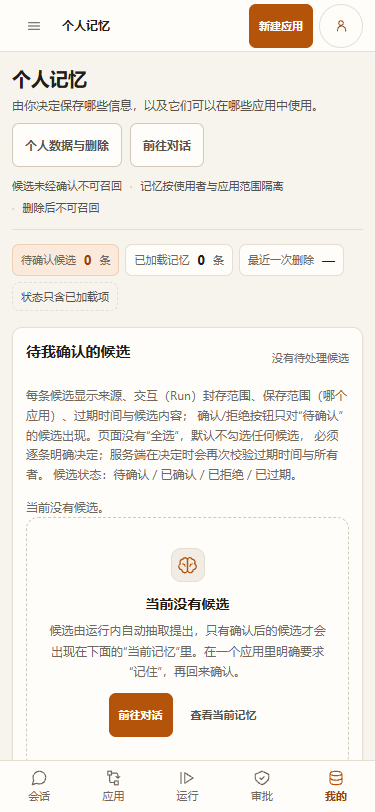 个人记忆
新建应用
个人记忆
由你决定保存哪些信息，以及它们可以在哪些应用中使用。
个人数据与删除
前往对话
候选未经确认不可召回 · 记忆按使用者与应用范围隔离
· 删除后不可召回
待确认候选 0 条
已加载记忆 0 条
最近一次删除 —
状态只含已加载项
待我确认的候选
没有待处理候选
每条候选显示来源、交互（Run）封存范围、保存范围（哪个
应用）、过期时间与候选内容； 确认/拒绝按钮只对“待确认”
的候选出现。页面没有“全选”，默认不勾选任何候选， 必须
逐条明确决定；服务端在决定时会再次校验过期时间与所有
者。 候选状态：待确认 / 已确认 / 已拒绝 / 已过期。
当前没有候选。
当前没有候选
候选由运行内自动抽取提出，只有确认后的候选才会
出现在下面的“当前记忆”里。在一个应用里明确要求
“记住”，再回来确认。
前往对话
查看当前记忆
会话
应用
运行
审批
我的